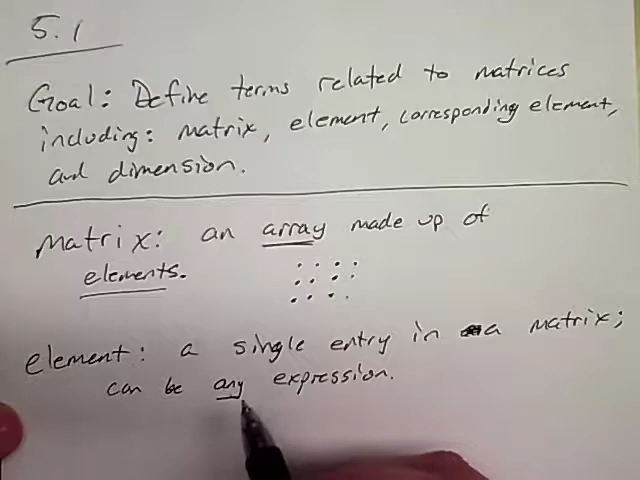 5.1
Goal: Define terms related to matrices
including: matrix, element, corresponding element,
and dimension.
matrix: an array made up of
elements.
element: a single entry in a matrix;
can be any expression.